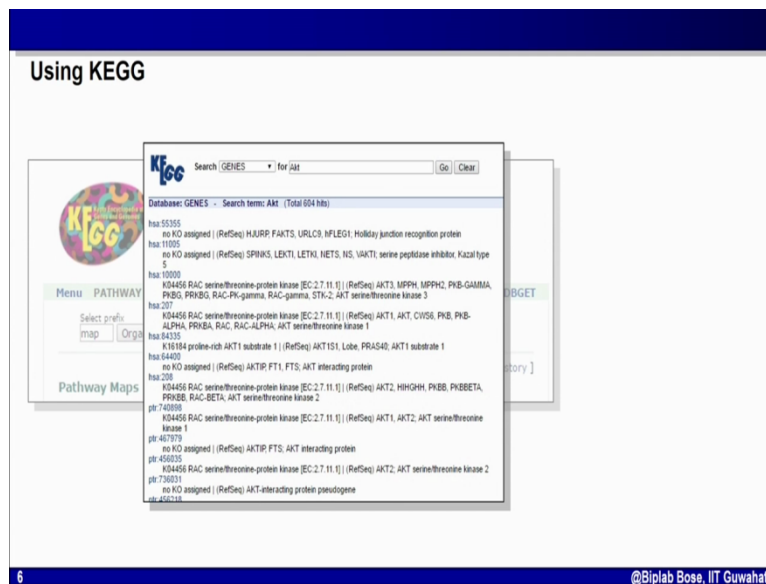 Using KEGG
KEGG
Search GENES for Akt Go Clear
Database: GENES - Search term: Akt (Total 604 hits)
hsa:55355
no KO assigned | (RefSeq) HJURP, FAKTS, URLC9, hFLEG1; Holliday junction recognition protein
hsa:11005
no KO assigned | (RefSeq) SPINK5, LEKTI, LETKI, NETS, NS, VAKTI; serine peptidase inhibitor, Kazal type
5
hsa:10000
K04456 RAC serine/threonine-protein kinase [EC:2.7.11.1] | (RefSeq) AKT3, MPPH, MPPH2, PKB-GAMMA,
PKBG, PRKBG, RAC-PK-gamma, RAC-gamma, STK-2; AKT serine/threonine kinase 3
hsa:207
K04456 RAC serine/threonine-protein kinase [EC:2.7.11.1] | (RefSeq) AKT1, AKT, CWS6, PKB, PKB-
ALPHA, PRKBA, RAC, RAC-ALPHA; AKT serine/threonine kinase 1
hsa:84335
K16184 proline-rich AKT1 substrate 1 | (RefSeq) AKT1S1, Lobe, PRAS40; AKT1 substrate 1
hsa:64400
no KO assigned | (RefSeq) AKTIP, FT1, FTS; AKT interacting protein
hsa:208
K04456 RAC serine/threonine-protein kinase [EC:2.7.11.1] | (RefSeq) AKT2, HIHGHH, PKBB, PKBBETA,
PRKBB, RAC-BETA; AKT serine/threonine kinase 2
ptr:740898
K04456 RAC serine/threonine-protein kinase [EC:2.7.11.1] | (RefSeq) AKT1, AKT2; AKT serine/threonine
kinase 1
ptr:467979
no KO assigned | (RefSeq) AKTIP, FTS; AKT interacting protein
ptr:456035
K04456 RAC serine/threonine-protein kinase [EC:2.7.11.1] | (RefSeq) AKT2; AKT serine/threonine kinase 2
ptr:736031
no KO assigned | (RefSeq) AKT-interacting protein pseudogene
ptr:456218
KEGG
Menu PATHWAY
DBGET
Select prefix
map Orga
story ]
Pathway Maps
6
@Biplab Bose, IIT Guwahat